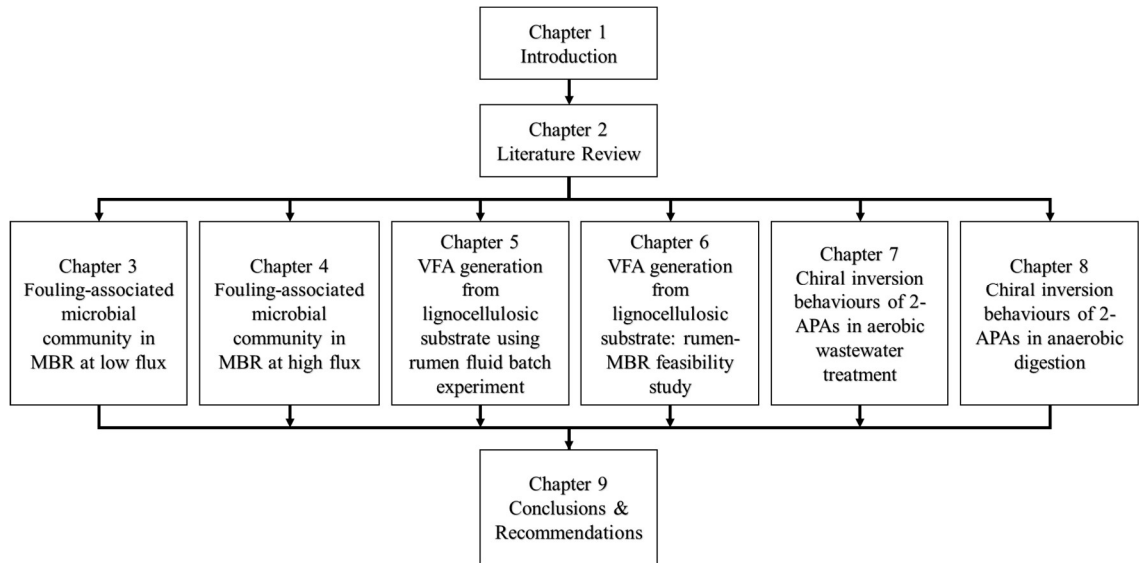 Chapter 1
Introduction
Chapter 2
Literature Review
Chapter 3
Fouling-associated
microbial
community in
MBR at low flux
Chapter 4
Fouling-associated
microbial
community in
MBR at high flux
Chapter 5
VFA generation
from
lignocellulosic
substrate using
rumen fluid batch
experiment
Chapter 6
VFA generation
from
lignocellulosic
substrate: rumen-
MBR feasibility
study
Chapter 7
Chiral inversion
behaviours of 2-
APAs in aerobic
wastewater
treatment
Chapter 8
Chiral inversion
behaviours of 2-
APAs in anaerobic
digestion
Chapter 9
Conclusions &
Recommendations